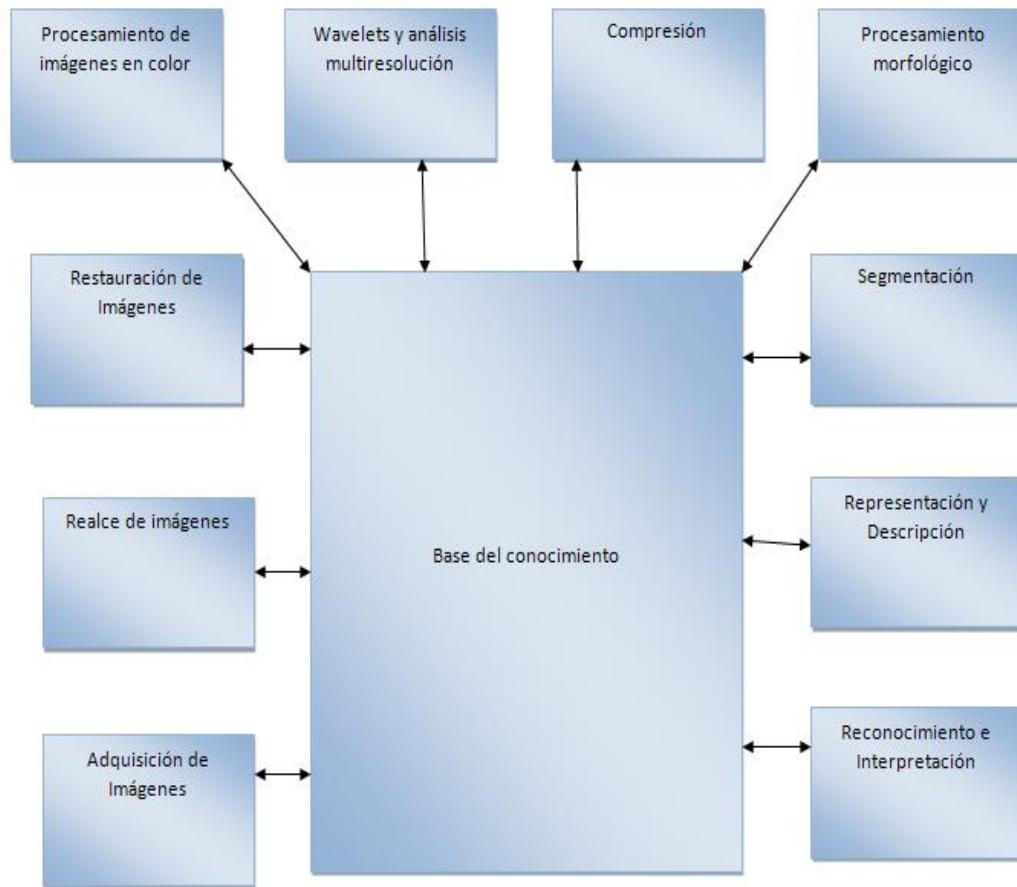 Procesamiento de
imágenes en color
Wavelets y análisis
multiresolución
Compresión
Procesamiento
morfológico
Restauración de
Imágenes
Segmentación
Realce de imágenes
Base del conocimiento
Representación y
Descripción
Adquisición de
Imágenes
Reconocimiento e
Interpretación